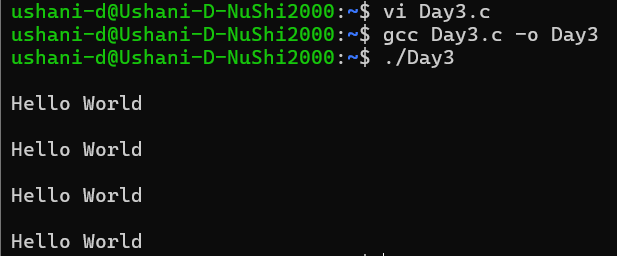 ushani-d@Ushani-D-NuShi2000:~$ vi Day3.c
ushani-d@Ushani-D-NuShi2000:~$ gcc Day3.c -o Day3
ushani-d@Ushani-D-NuShi2000:~$ ./Day3
Hello World
Hello World
Hello World
Hello World